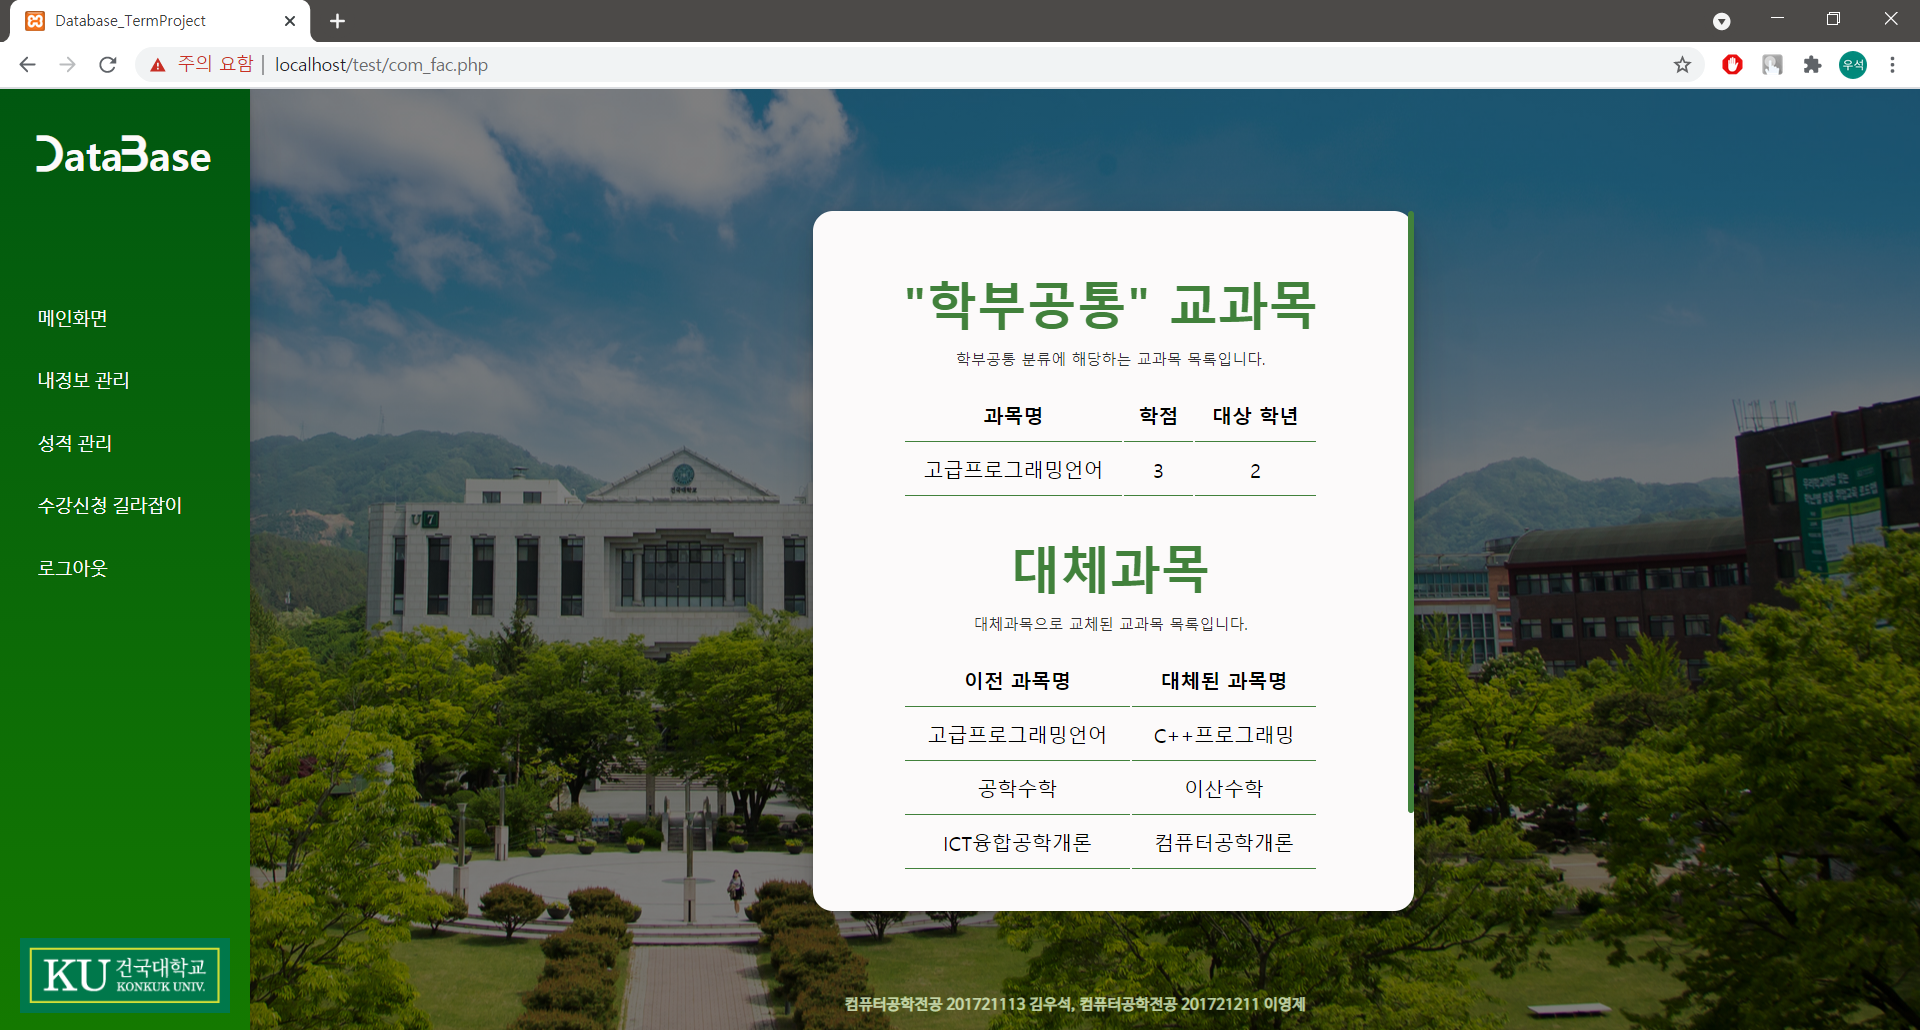 Database_TermProject
주의 요함 | localhost/test/com_fac.php
우석
DataBase
메인화면
내정보 관리
성적 관리
수강신청 길라잡이
로그아웃
KU 건국대학교
KONKUK UNIV.
"학부공통" 교과목
학부공통 분류에 해당하는 교과목 목록입니다.
과목명 학점 대상 학년
고급프로그래밍언어 3 2
대체과목
대체과목으로 교체된 교과목 목록입니다.
이전 과목명 대체된 과목명
고급프로그래밍언어 C++프로그래밍
공학수학 이산수학
ICT융합공학개론 컴퓨터공학개론
건국대학교
U 7
컴퓨터공학전공 201721113 김우석, 컴퓨터공학전공 201721211 이영제